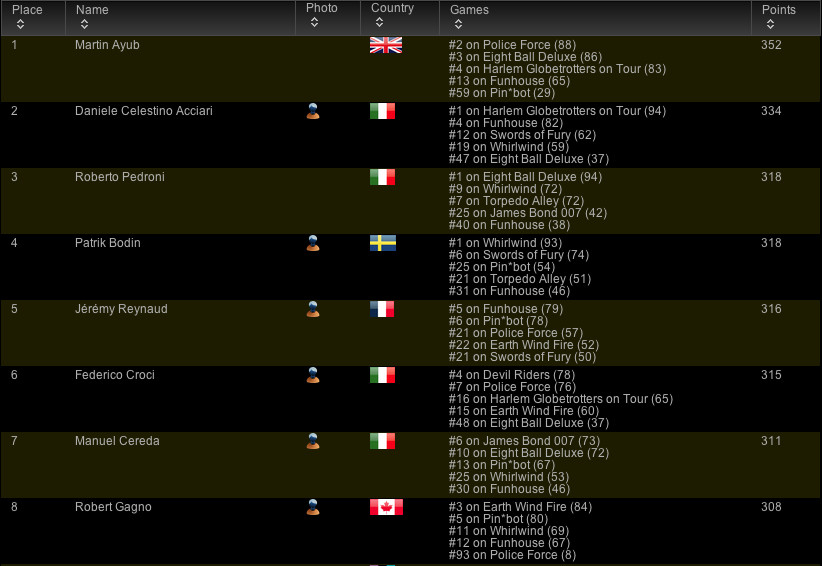 Place Name Photo Country Games Points
1 Martin Ayub #2 on Police Force (88) 352
#3 on Eight Ball Deluxe (86)
#4 on Harlem Globetrotters on Tour (83)
#13 on Funhouse (65)
#59 on Pin*bot (29)
2 Daniele Celestino Acciari #1 on Harlem Globetrotters on Tour (94) 334
#4 on Funhouse (82)
#12 on Swords of Fury (62)
#19 on Whirlwind (59)
#47 on Eight Ball Deluxe (37)
3 Roberto Pedroni #1 on Eight Ball Deluxe (94) 318
#9 on Whirlwind (72)
#7 on Torpedo Alley (72)
#25 on James Bond 007 (42)
#40 on Funhouse (38)
4 Patrik Bodin #1 on Whirlwind (93) 318
#6 on Swords of Fury (74)
#25 on Pin*bot (54)
#21 on Torpedo Alley (51)
#31 on Funhouse (46)
5 Jérémy Reynaud #5 on Funhouse (79) 316
#6 on Pin*bot (78)
#21 on Police Force (57)
#22 on Earth Wind Fire (52)
#21 on Swords of Fury (50)
6 Federico Croci #4 on Devil Riders (78) 315
#7 on Police Force (76)
#16 on Harlem Globetrotters on Tour (65)
#15 on Earth Wind Fire (60)
#48 on Eight Ball Deluxe (37)
7 Manuel Cereda #6 on James Bond 007 (73) 311
#10 on Eight Ball Deluxe (72)
#13 on Pin*bot (67)
#25 on Whirlwind (53)
#30 on Funhouse (46)
8 Robert Gagno #3 on Earth Wind Fire (84) 308
#5 on Pin*bot (80)
#11 on Whirlwind (69)
#12 on Funhouse (67)
#93 on Police Force (8)